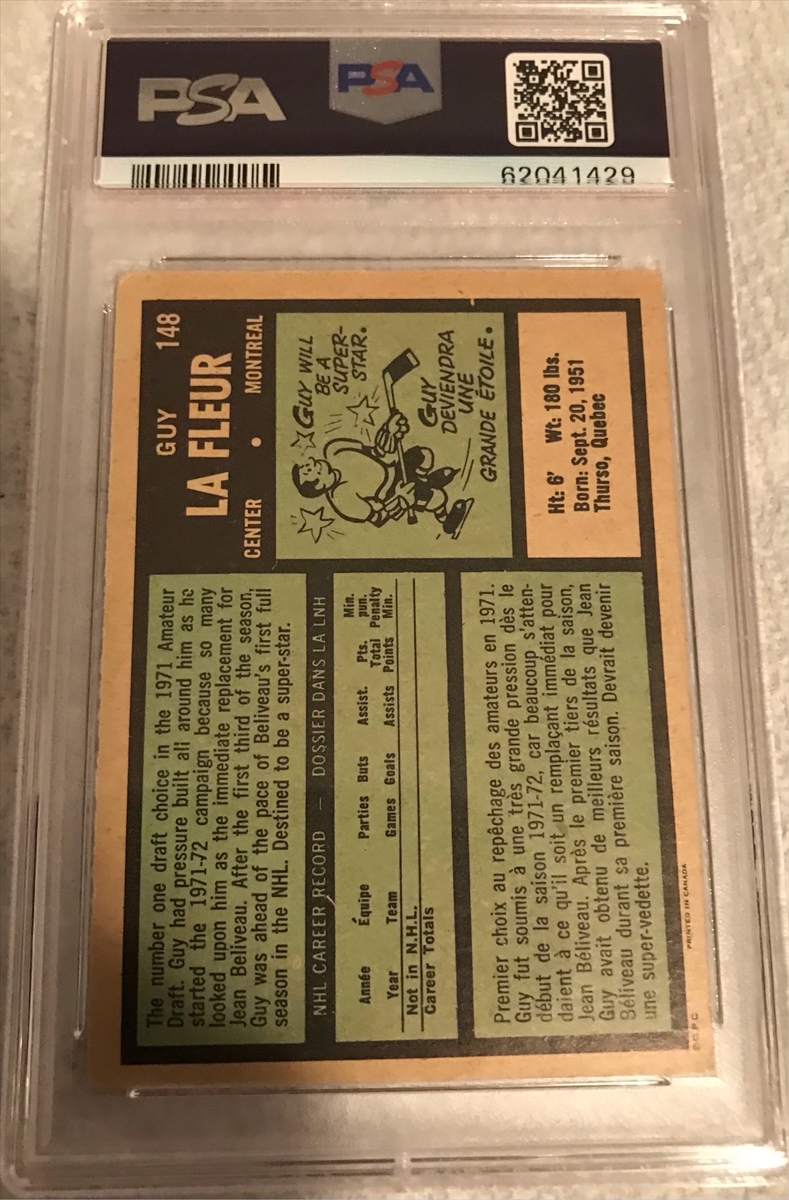 PSA
PSA
62041429
GUY 148
LA FLEUR
CENTER • MONTREAL
GUY WILL
BE A
SUPER-
STAR.
GUY
DEVIENDRA
UNE
GRANDE ÉTOILE.
Ht: 6' Wt: 180 lbs.
Born: Sept. 20, 1951
Thurso, Quebec
The number one draft choice in the 1971 Amateur
Draft. Guy had pressure built all around him as he
started the 1971-72 campaign because so many
looked upon him as the immediate replacement for
Jean Beliveau. After the first third of the season,
Guy was ahead of the pace of Beliveau's first full
season in the NHL. Destined to be a super-star.
NHL CAREER RECORD — DOSSIER DANS LA LNH
Année Équipe Parties Buts Assist. Pts. Min. pun.
Year Team Games Goals Assists Total Points Penalty Min.
Not in N.H.L.
Career Totals
Premier choix au repêchage des amateurs en 1971.
Guy fut soumis à une très grande pression dès le
début de la saison 1971-72, car beaucoup s'atten-
daient à ce qu'il soit un remplaçant immédiat pour
Jean Béliveau. Après le premier tiers de la saison,
Guy avait obtenu de meilleurs résultats que Jean
Béliveau durant sa première saison. Devrait devenir
une super-vedette.
O.P.C. PRINTED IN CANADA